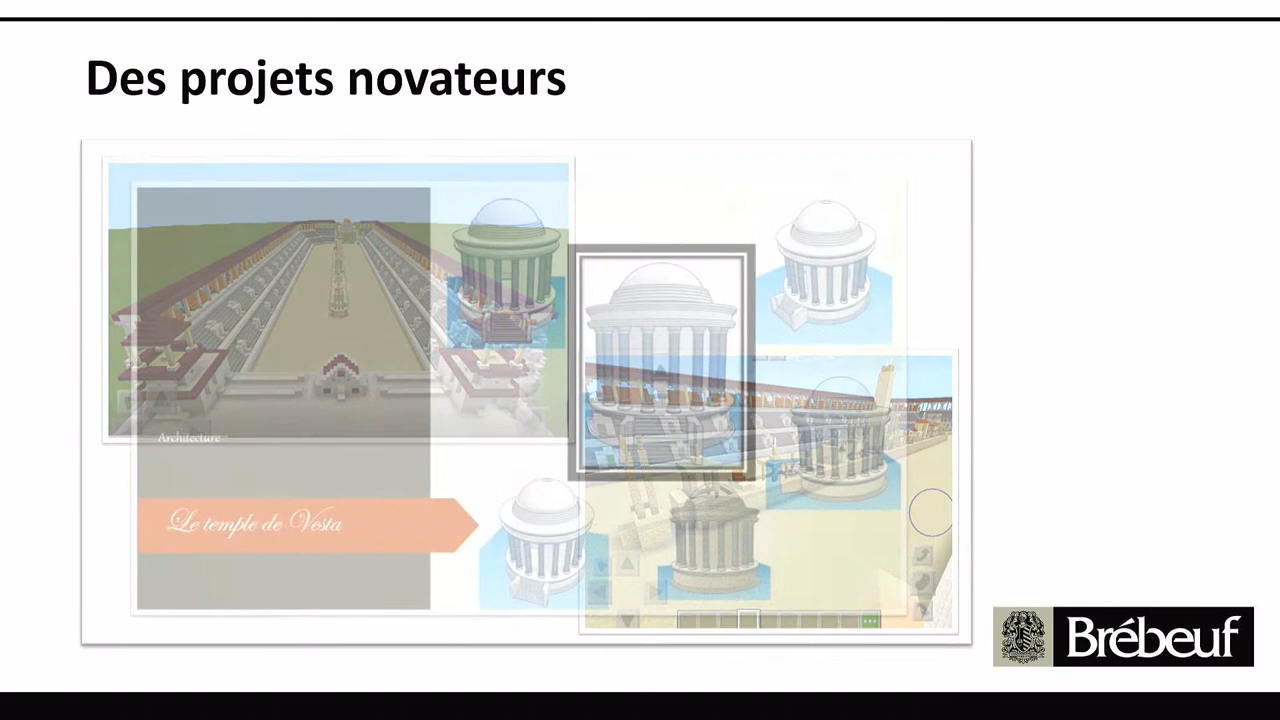 Des projets novateurs
Architecture
Le temple de Vesta
Brébeuf